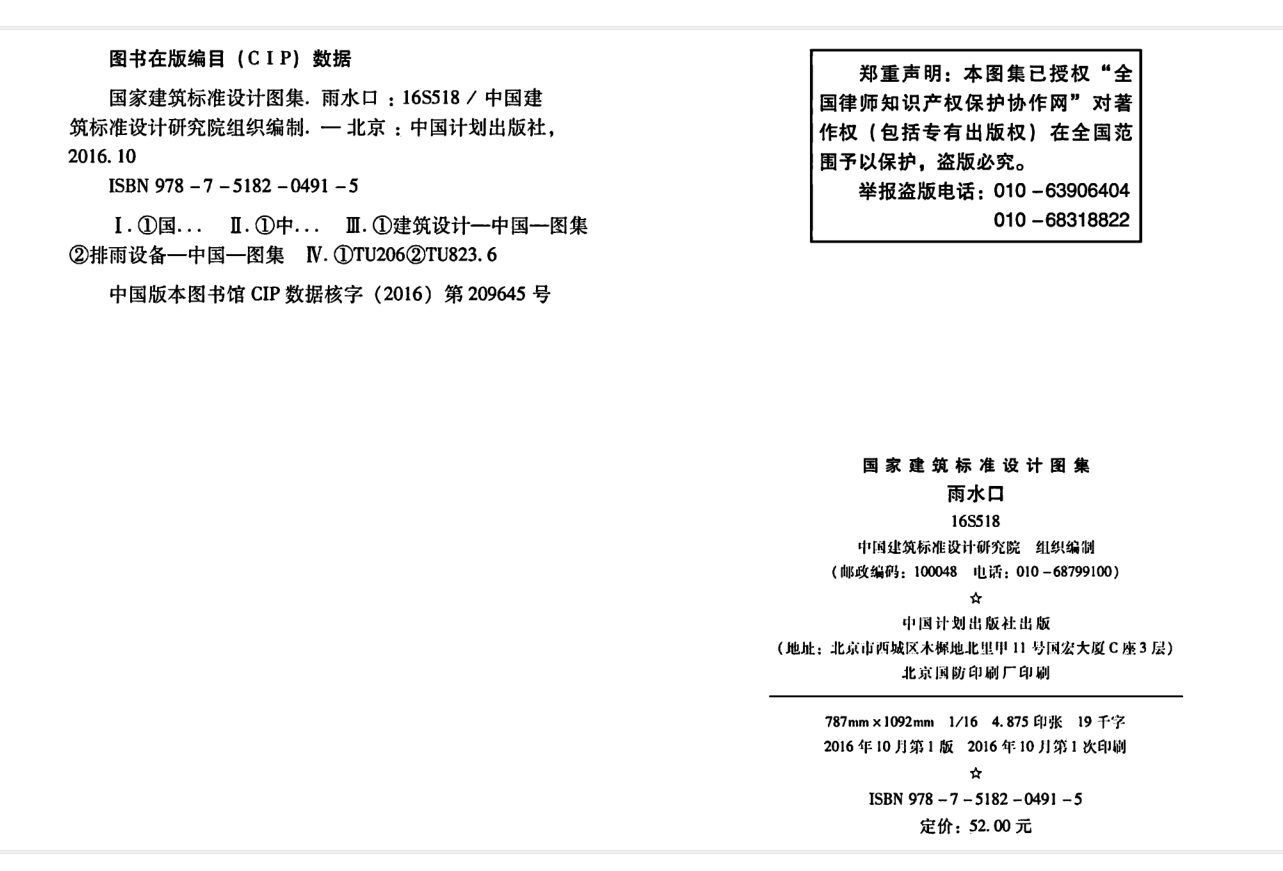 图书在版编目（CIP）数据
国家建筑标准设计图集. 雨水口：16S518 / 中国建
筑标准设计研究院组织编制. — 北京：中国计划出版社，
2016.10
ISBN 978－7－5182－0491－5
Ⅰ.①国... Ⅱ.①中... Ⅲ.①建筑设计—中国—图集
②排雨设备—中国—图集 Ⅳ.①TU206②TU823.6
中国版本图书馆 CIP 数据核字（2016）第 209645 号
郑重声明：本图集已授权“全
国律师知识产权保护协作网”对著
作权（包括专有出版权）在全国范
围予以保护，盗版必究。
举报盗版电话：010－63906404
010－68318822
国家建筑标准设计图集
雨水口
16S518
中国建筑标准设计研究院 组织编制
（邮政编码：100048 电话：010－68799100）
☆
中国计划出版社出版
（地址：北京市西城区木樨地北里甲 11 号国宏大厦 C 座 3 层）
北京国防印刷厂印刷
787mm×1092mm 1/16 4.875 印张 19 千字
2016 年 10 月第 1 版 2016 年 10 月第 1 次印刷
☆
ISBN 978－7－5182－0491－5
定价：52.00 元